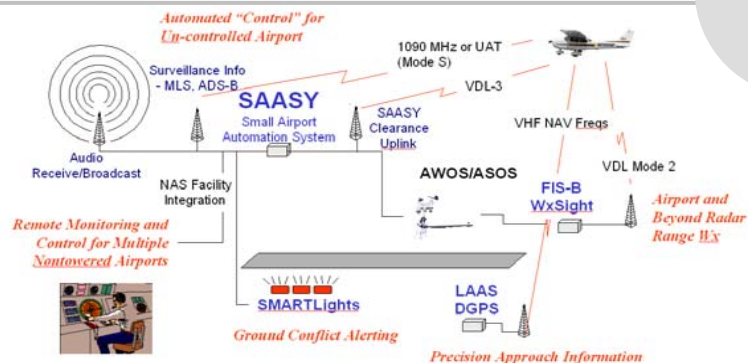 Automated "Control" for
Un-controlled Airport
Surveillance Info
- MLS, ADS-B
1090 MHz or UAT
(Mode S)
VDL-3
SAASY
Small Airport
Automation System
SAASY
Clearance
Uplink
VHF NAV Freqs
VDL Mode 2
Audio
Receive/Broadcast
NAS Facility
Integration
AWOS/ASOS
FIS-B
WxSight
Airport and
Beyond Radar
Range Wx
Remote Monitoring and
Control for Multiple
Nontowered Airports
SMARTLights
LAAS
DGPS
Ground Conflict Alerting
Precision Approach Information